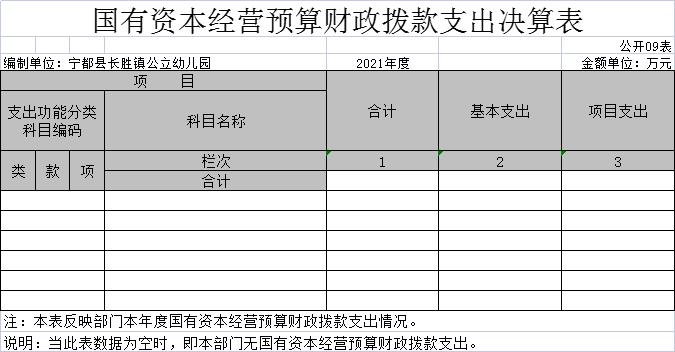 国有资本经营预算财政拨款支出决算表
公开09表
编制单位：宁都县长胜镇公立幼儿园 2021年度 金额单位：万元
项 目 合计 基本支出 项目支出
支出功能分类科目编码 科目名称
类 款 项 栏次 1 2 3
合计
注：本表反映部门本年度国有资本经营预算财政拨款支出情况。
说明：当此表数据为空时，即本部门无国有资本经营预算财政拨款支出。